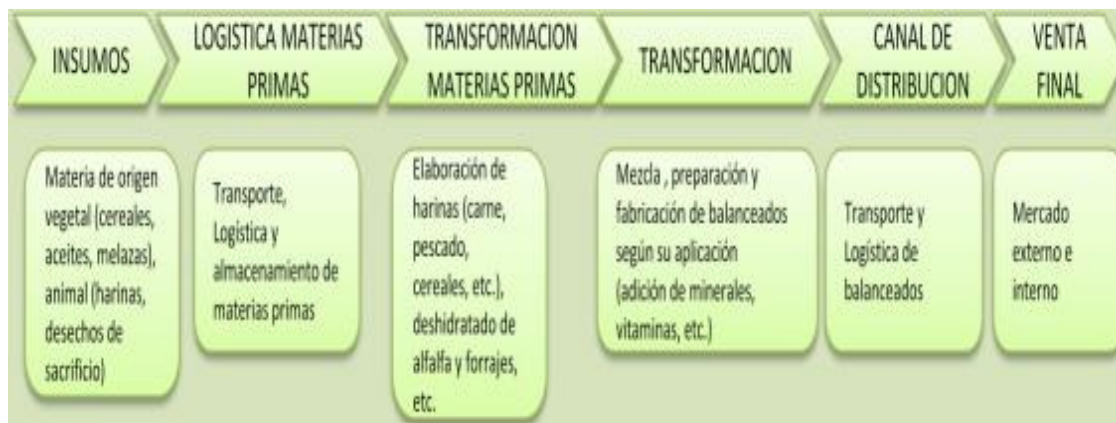 INSUMOS
LOGISTICA MATERIAS
PRIMAS
TRANSFORMACION
MATERIAS PRIMAS
TRANSFORMACION
CANAL DE
DISTRIBUCION
VENTA
FINAL
Materia de origen
vegetal (cereales,
aceites, melazas),
animal (harinas,
desechos de
sacrificio)
Transporte,
Logística y
almacenamiento de
materias primas
Elaboración de
harinas (carne,
pescado,
cereales, etc.),
deshidratado de
alfalfa y forrajes,
etc.
Mezcla , preparación y
fabricación de balanceados
según su aplicación
(adición de minerales,
vitaminas, etc.)
Transporte y
Logística de
balanceados
Mercado
externo e
interno